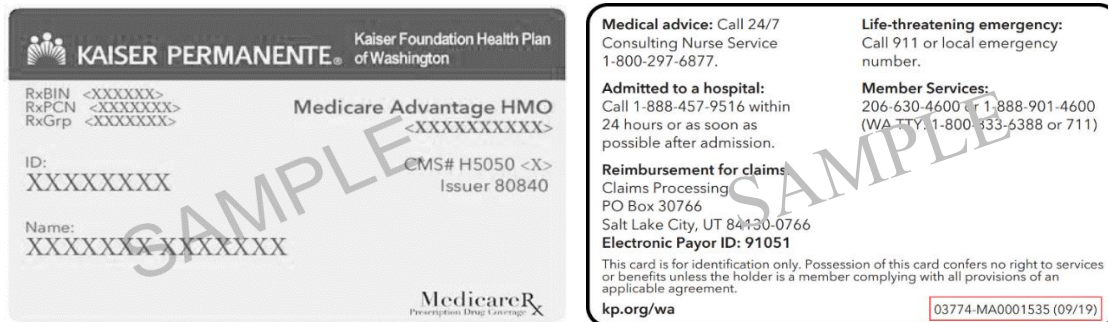 KAISER PERMANENTE®
Kaiser Foundation Health Plan
of Washington
RxBIN <XXXXXX>
RxPCN <XXXXXXX>
RxGrp <XXXXXXX>
Medicare Advantage HMO
<XXXXXXXXXX>
ID:
XXXXXXXX
CMS# H5050 <X>
Issuer 80840
Name:
XXXXXXX XXXXXXX
SAMPLE
MedicareRx
Prescription Drug Coverage
Medical advice: Call 24/7
Consulting Nurse Service
1-800-297-6877.
Admitted to a hospital:
Call 1-888-457-9516 within
24 hours or as soon as
possible after admission.
Reimbursement for claims:
Claims Processing
PO Box 30766
Salt Lake City, UT 84130-0766
Electronic Payor ID: 91051
Life-threatening emergency:
Call 911 or local emergency
number.
Member Services:
206-630-4600 or 1-888-901-4600
(WA TTY: 1-800-833-6388 or 711)
SAMPLE
This card is for identification only. Possession of this card confers no right to services
or benefits unless the holder is a member complying with all provisions of an
applicable agreement.
kp.org/wa
03774-MA0001535 (09/19)